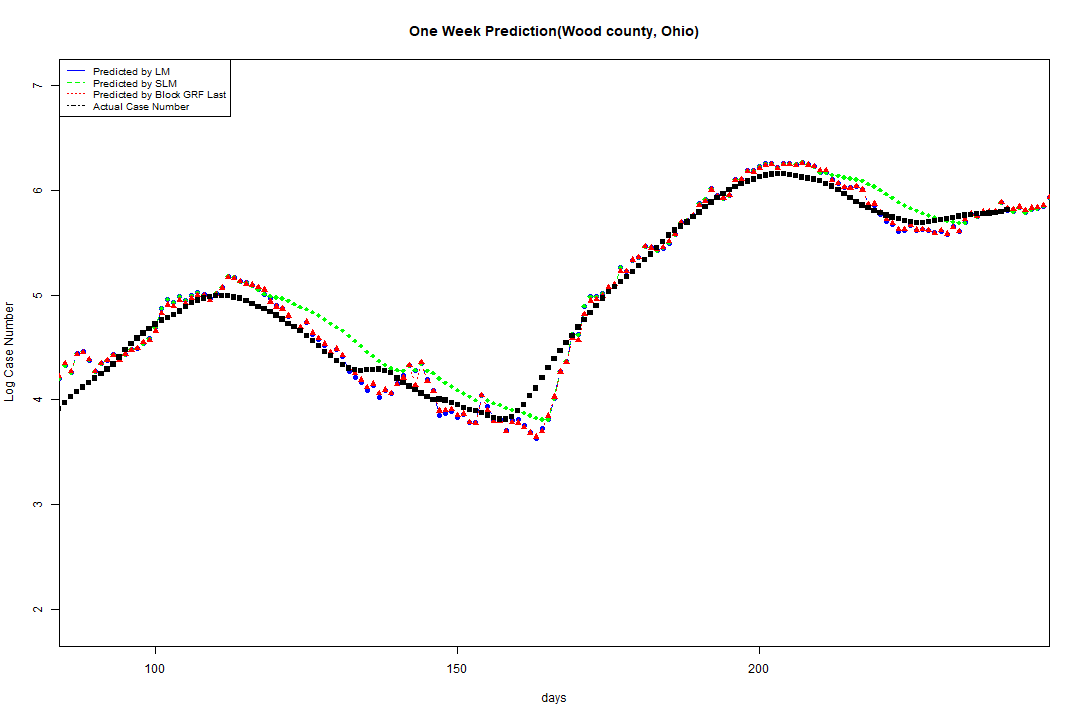 One Week Prediction(Wood county, Ohio)
Predicted by LM
Predicted by SLM
Predicted by Block GRF Last
Actual Case Number
7
6
5
4
3
2
Log Case Number
100 150 200
days